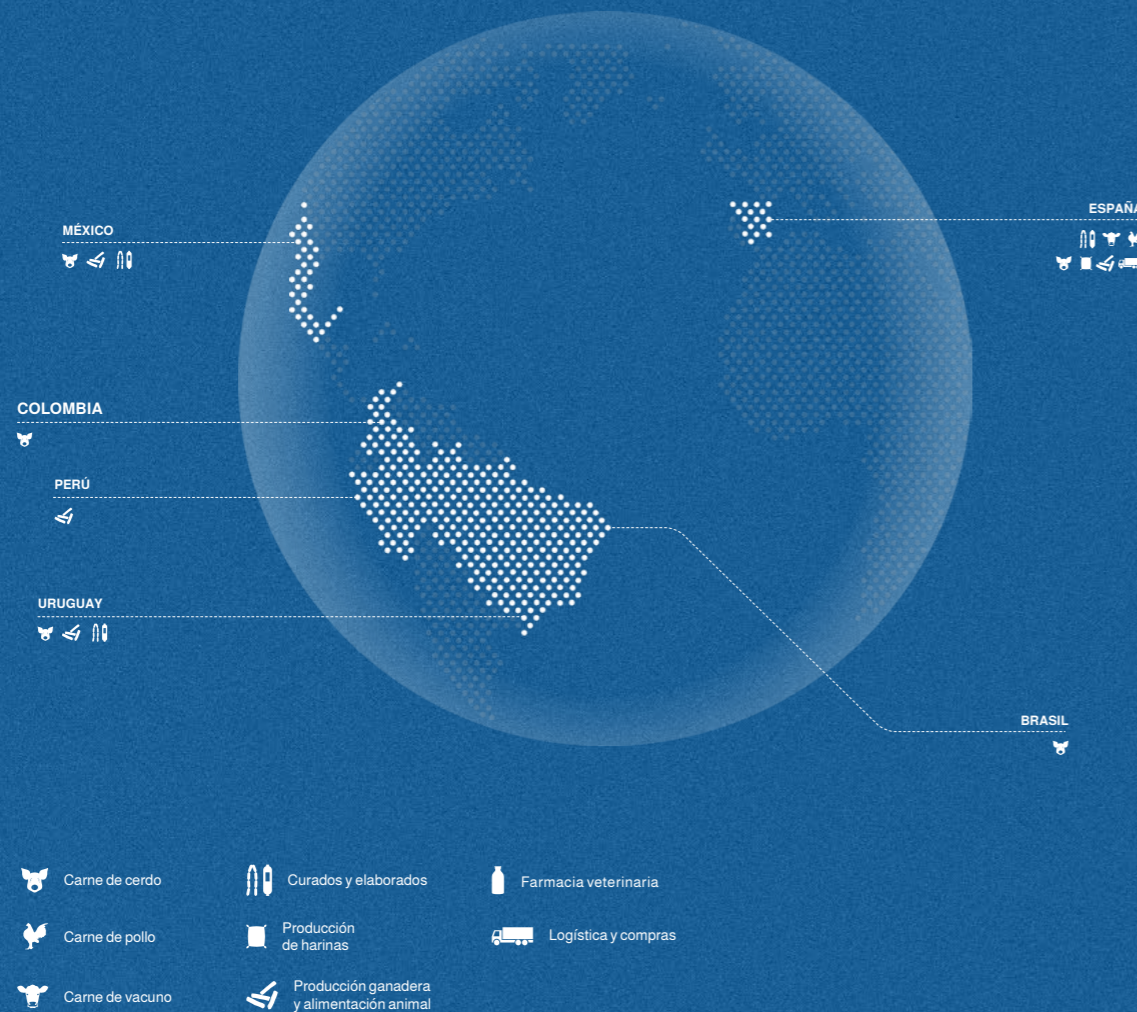 MÉXICO
ESPAÑA
COLOMBIA
PERÚ
URUGUAY
BRASIL
Carne de cerdo
Curados y elaborados
Farmacia veterinaria
Carne de pollo
Producción
de harinas
Logística y compras
Carne de vacuno
Producción ganadera
y alimentación animal